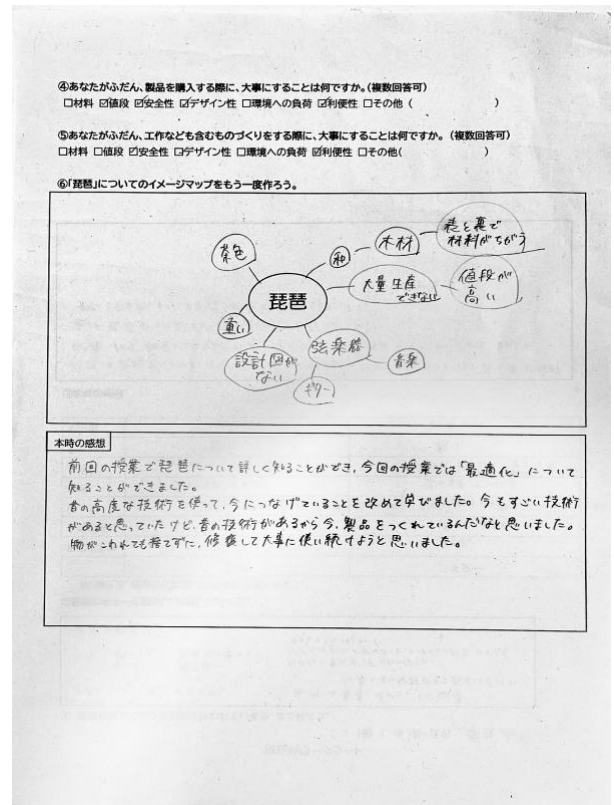 ④あなたがふだん、製品を購入する際に、大事にすることは何ですか。(複数回答可)
□材料 ☑値段 ☑安全性 ☑デザイン性 □環境への負荷 ☑利便性 □その他 (　　　　　)
⑤あなたがふだん、工作なども含むものづくりをする際に、大事にすることは何ですか。(複数回答可)
□材料 □値段 ☑安全性 ☑デザイン性 □環境への負荷 ☑利便性 □その他(　　　　　)
⑥「琵琶」についてのイメージマップをもう一度作ろう。
茶色
和
木材
表と裏で
材料がちがう
琵琶
大量生産
できない
値段が
高い
重い
設計図が
ない
弦楽器
音楽
ギター
本時の感想
前回の授業で琵琶について詳しく知ることができ、今回の授業では「最適化」について
知ることができました。
昔の高度な技術を使って、今につなげていることを改めて学びました。今もすごい技術
があると思っていたけど、昔の技術があるから今、製品をつくれているんだなと思いました。
物がこわれても捨てずに、修復して大事に使い続けようと思いました。